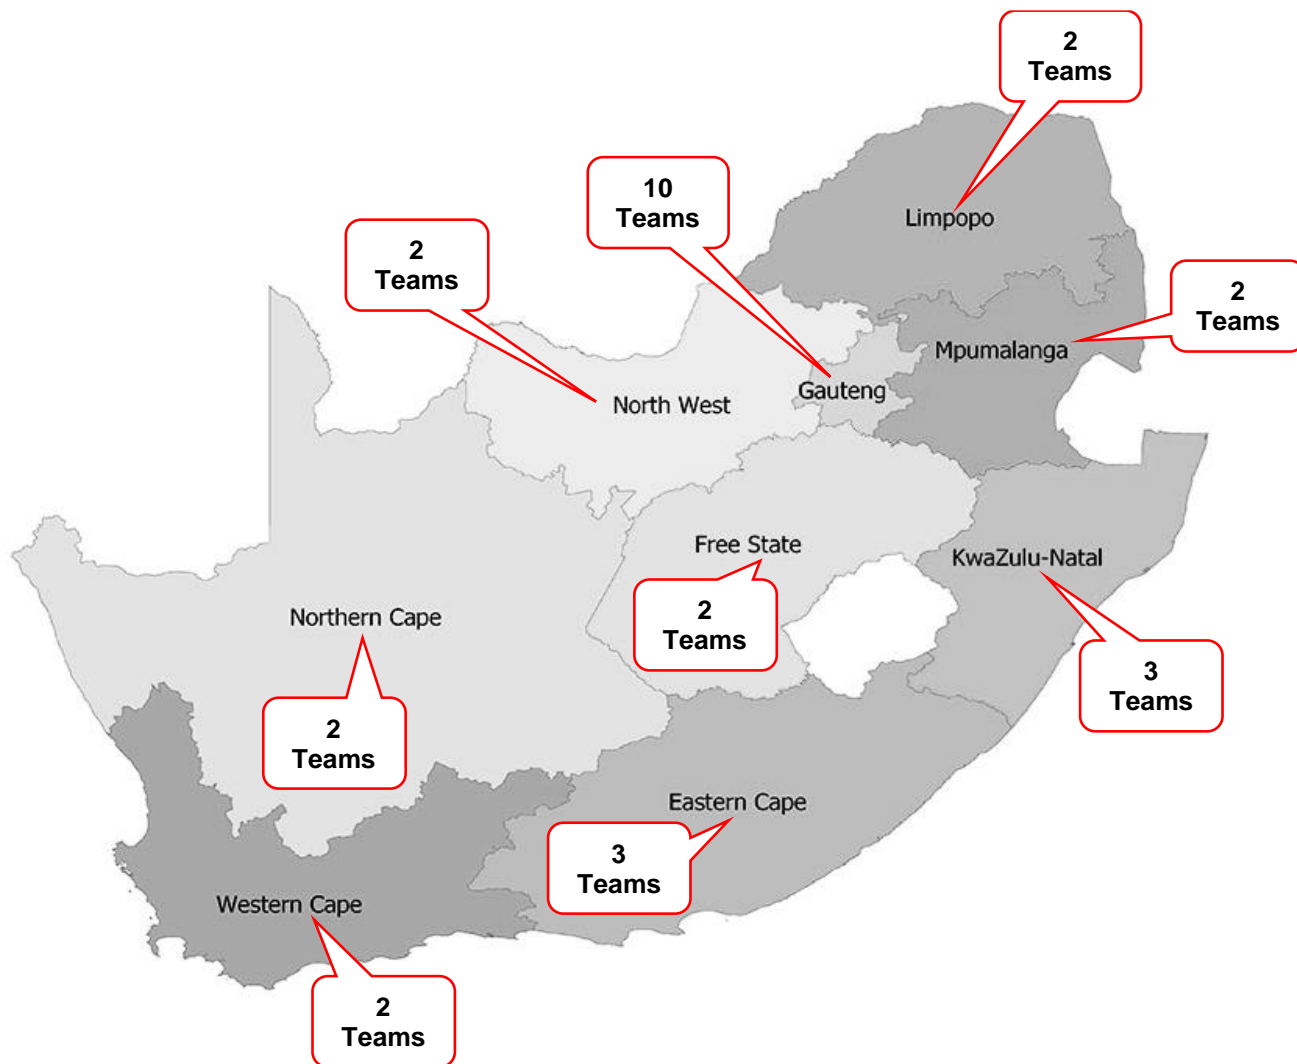 2
Teams
10
Teams
Limpopo
2
Teams
2
Teams
Mpumalanga
Gauteng
North West
Free State
KwaZulu-Natal
2
Teams
Northern Cape
3
Teams
2
Teams
Eastern Cape
3
Teams
Western Cape
2
Teams